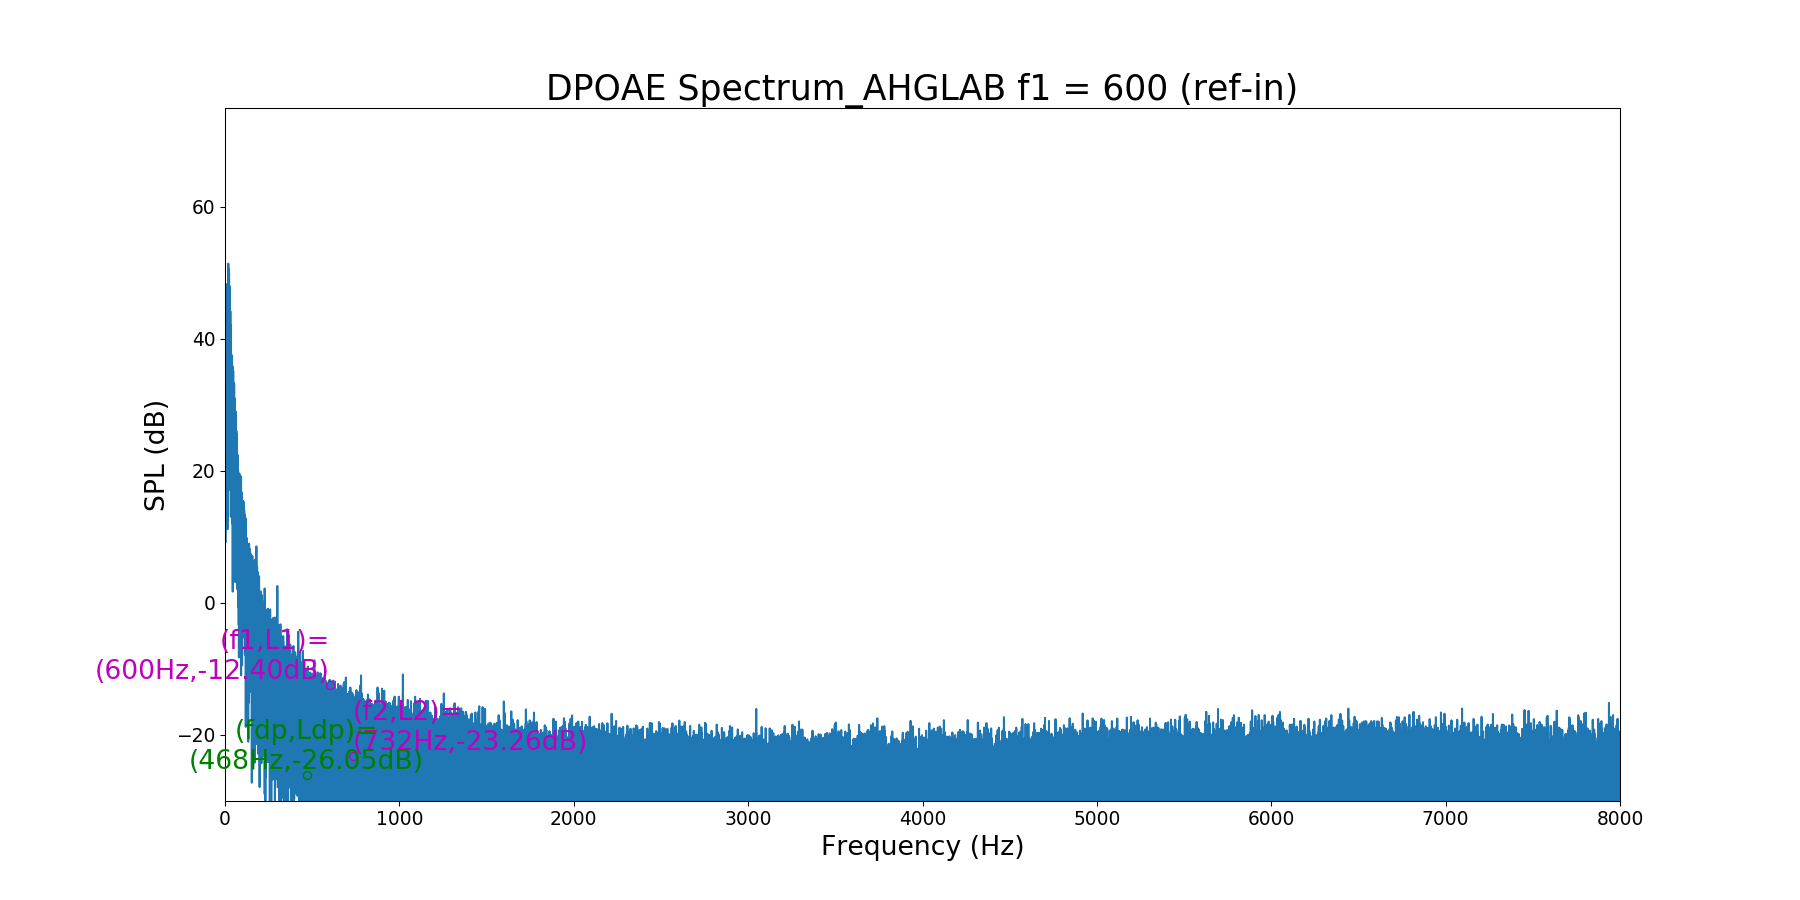 DPOAE Spectrum_AHGLAB f1 = 600 (ref-in)
60
40
20
0
−20
SPL (dB)
(f1,L1)=
(600Hz,-12.40dB)
(f2,L2)=
(732Hz,-23.26dB)
(fdp,Ldp)=
(468Hz,-26.05dB)
0 1000 2000 3000 4000 5000 6000 7000 8000
Frequency (Hz)